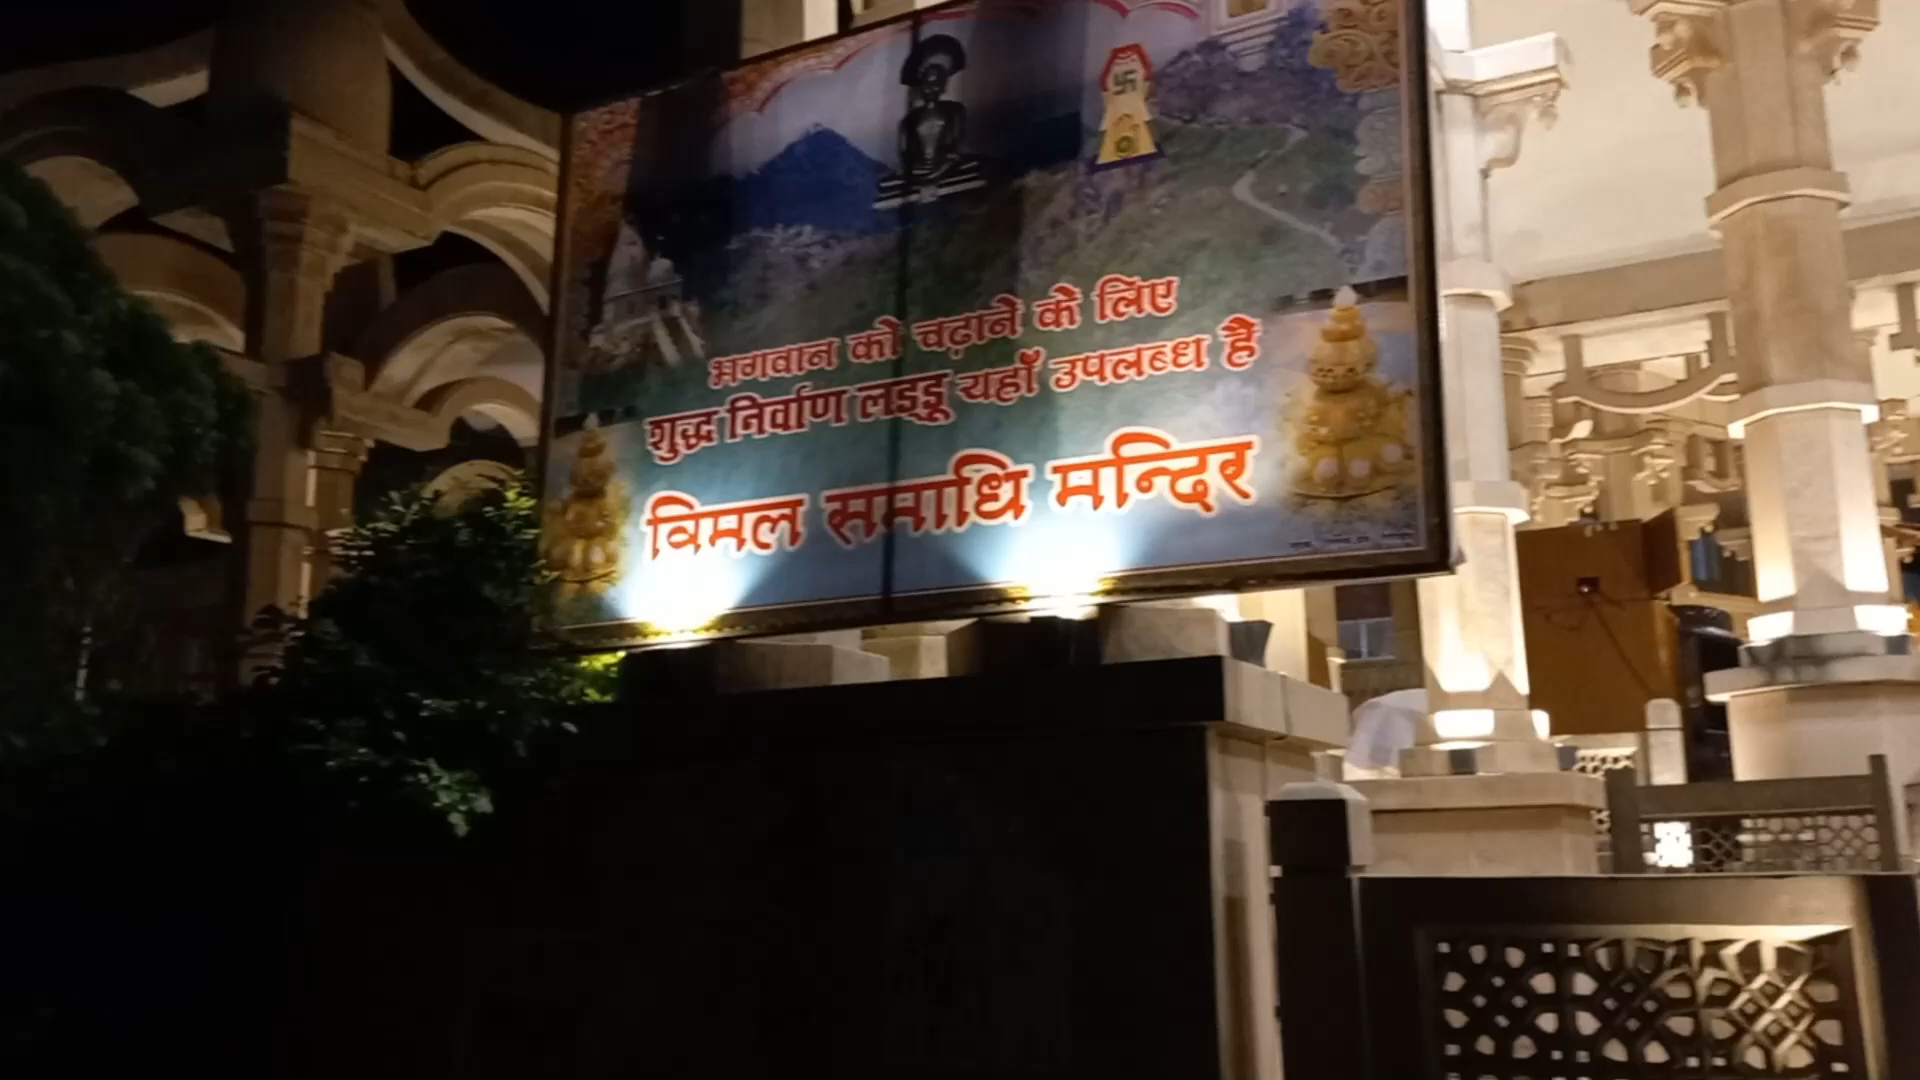 भगवान को चढ़ाने के लिए
शुद्ध निर्वाण लड्डू यहाँ उपलब्ध है
विमल समाधि मन्दिर